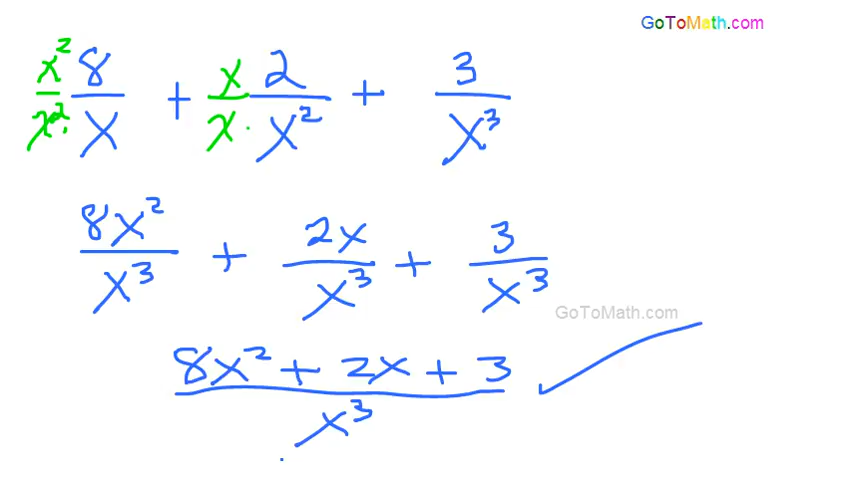 GoToMath.com
x²/x² · 8/x + x/x · 2/x² + 3/x³
8x²/x³ + 2x/x³ + 3/x³
GoToMath.com
(8x² + 2x + 3)/x³